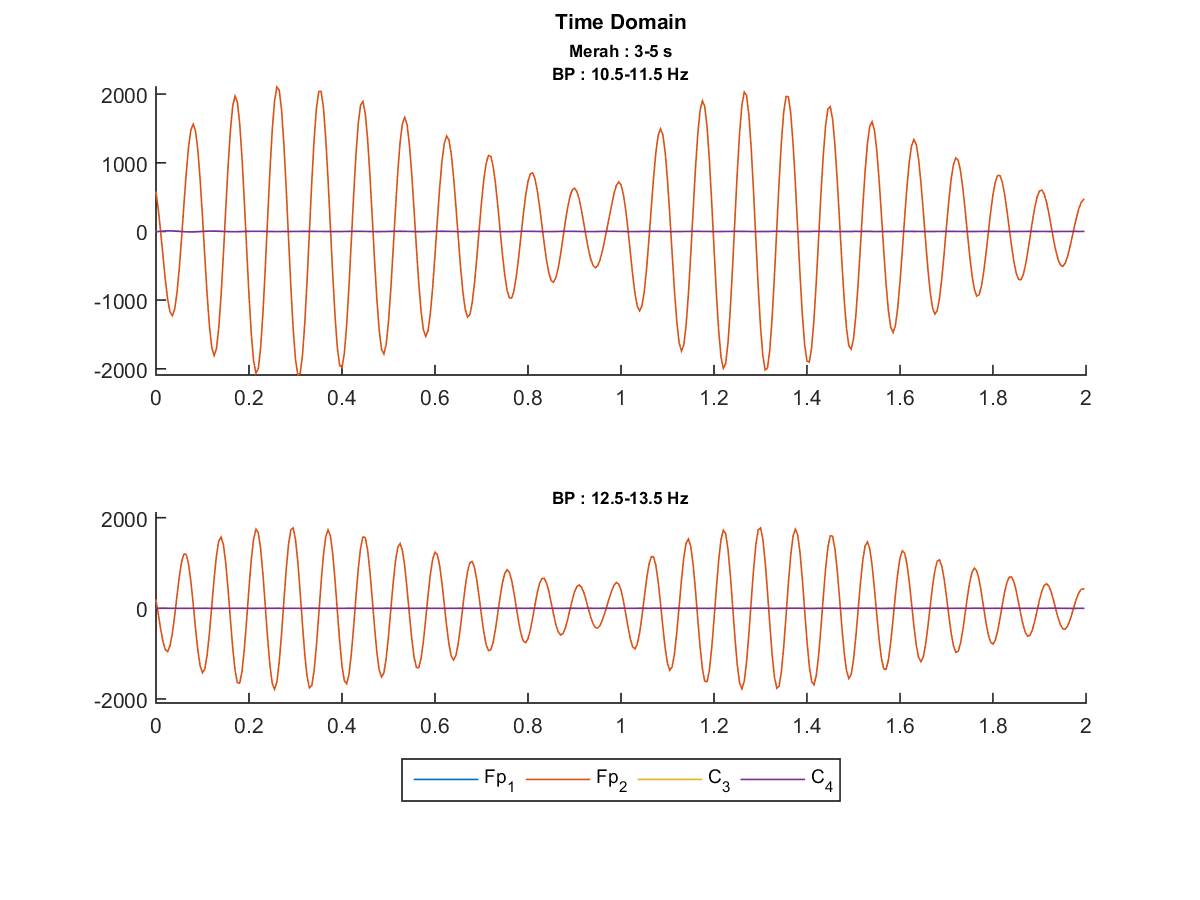 Time Domain
Merah : 3-5 s
BP : 10.5-11.5 Hz
2000
1000
0
-1000
-2000
0 0.2 0.4 0.6 0.8 1 1.2 1.4 1.6 1.8 2
BP : 12.5-13.5 Hz
2000
0
-2000
0 0.2 0.4 0.6 0.8 1 1.2 1.4 1.6 1.8 2
Fp1 Fp2 C3 C4